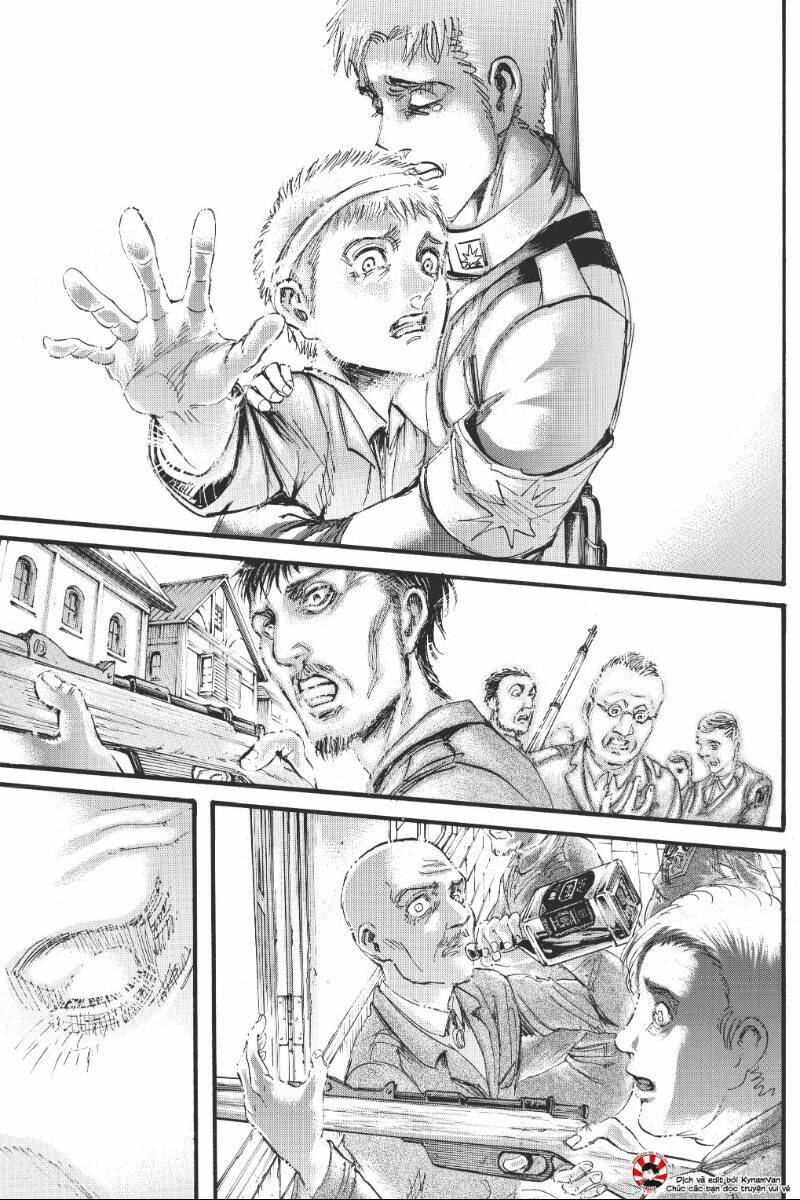 Dịch và edit bởi KynamVan
Chúc các bạn đọc truyện vui vẻ